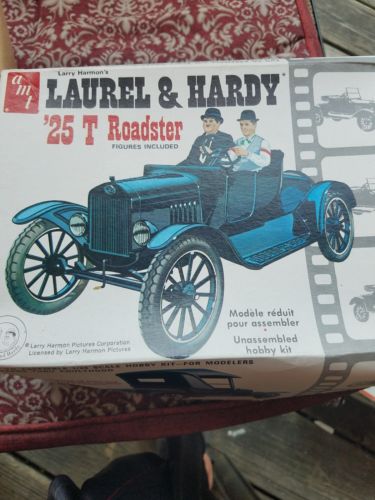 amt
Larry Harmon's
LAUREL & HARDY
'25 T Roadster
FIGURES INCLUDED
Modèle réduit
pour assembler
Unassembled
hobby kit
© Larry Harmon Pictures Corporation
Licensed by Larry Harmon Pictures
SCALE HOBBY KIT—FOR MODELERS